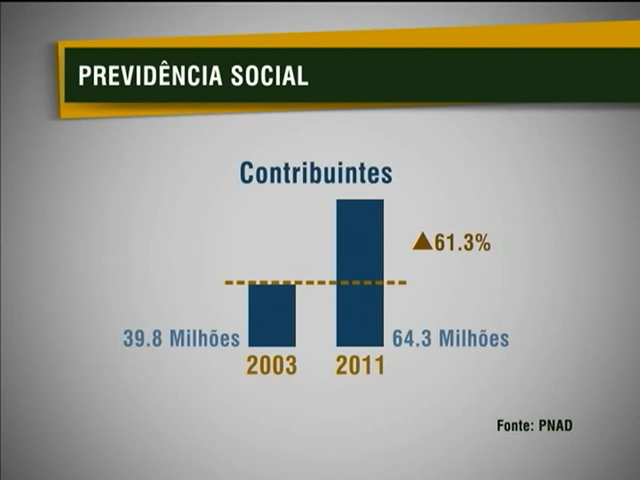 PREVIDÊNCIA SOCIAL
Contribuintes
61.3%
39.8 Milhões
64.3 Milhões
2003
2011
Fonte: PNAD